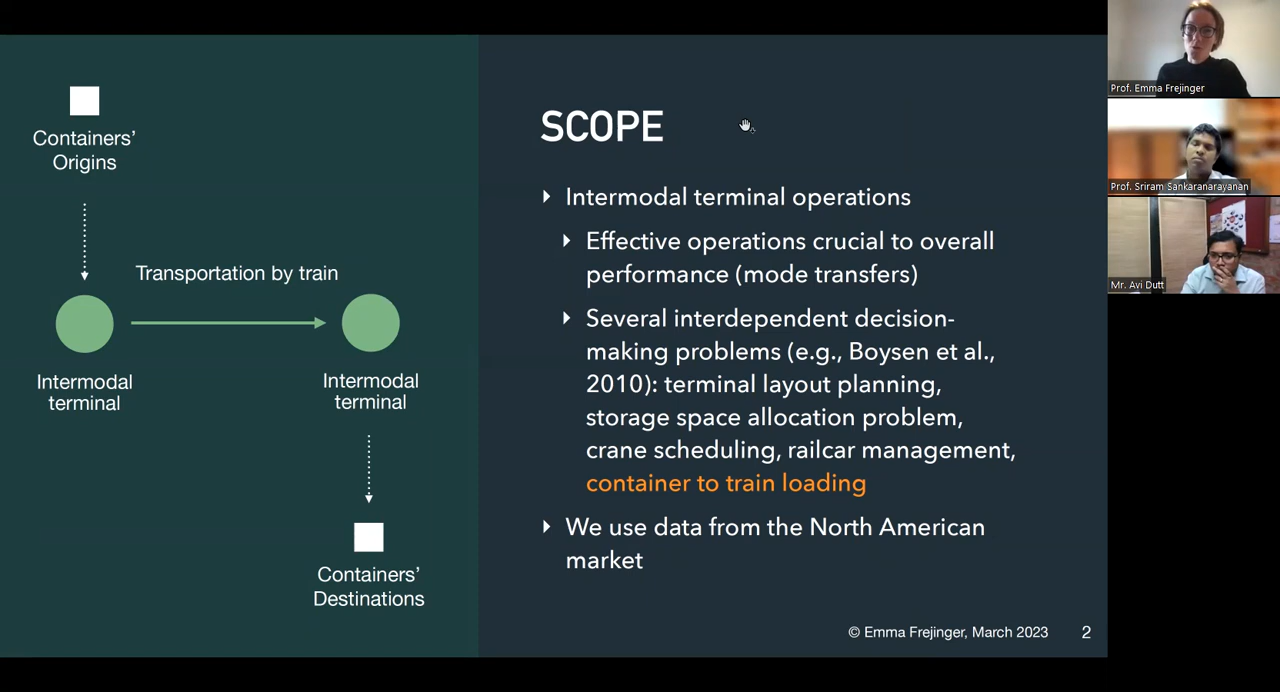 Containers’
Origins
Transportation by train
Intermodal
terminal
Intermodal
terminal
Containers’
Destinations
SCOPE
Intermodal terminal operations
Effective operations crucial to overall
performance (mode transfers)
Several interdependent decision-
making problems (e.g., Boysen et al.,
2010): terminal layout planning,
storage space allocation problem,
crane scheduling, railcar management,
container to train loading
We use data from the North American
market
© Emma Frejinger, March 2023
2
Prof. Emma Frejinger
Prof. Sriram Sankaranarayanan
Mr. Avi Dutt